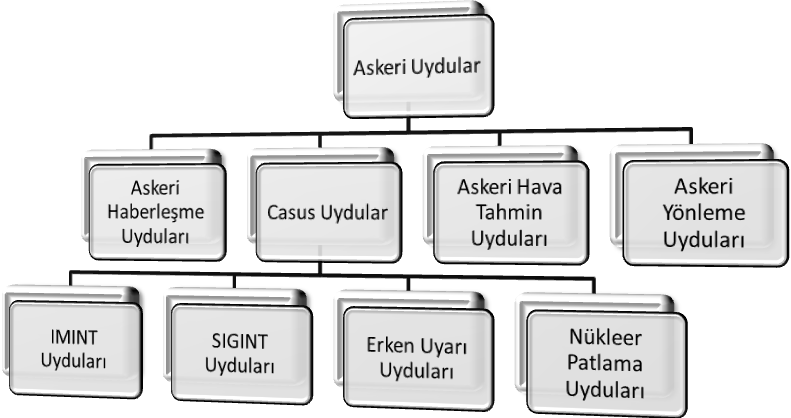 Askeri Uydular
Askeri
Haberleşme
Uyduları
Casus Uydular
Askeri Hava
Tahmin
Uyduları
Askeri
Yönleme
Uyduları
IMINT
Uyduları
SIGINT
Uyduları
Erken Uyarı
Uyduları
Nükleer
Patlama
Uyduları